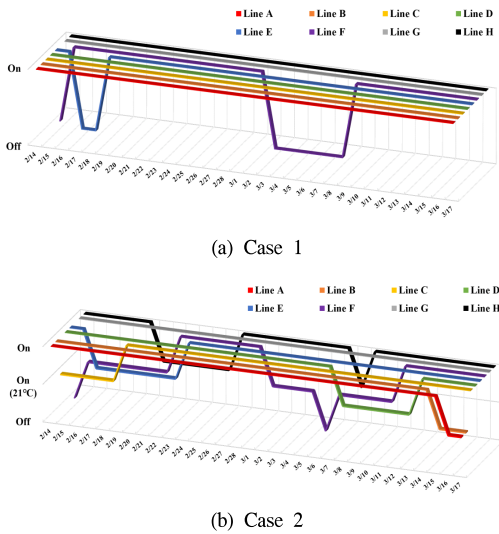 Line A Line B Line C Line D
Line E Line F Line G Line H
On
Off
2/14 2/15 2/16 2/17 2/18 2/19 2/20 2/21 2/22 2/23 2/24 2/25 2/26 2/27 2/28 3/1 3/2 3/3 3/4 3/5 3/6 3/7 3/8 3/9 3/10 3/11 3/12 3/13 3/14 3/15 3/16 3/17
(a) Case 1
Line A Line B Line C Line D
Line E Line F Line G Line H
On
On
(21℃)
Off
2/14 2/15 2/16 2/17 2/18 2/19 2/20 2/21 2/22 2/23 2/24 2/25 2/26 2/27 2/28 3/1 3/2 3/3 3/4 3/5 3/6 3/7 3/8 3/9 3/10 3/11 3/12 3/13 3/14 3/15 3/16 3/17
(b) Case 2